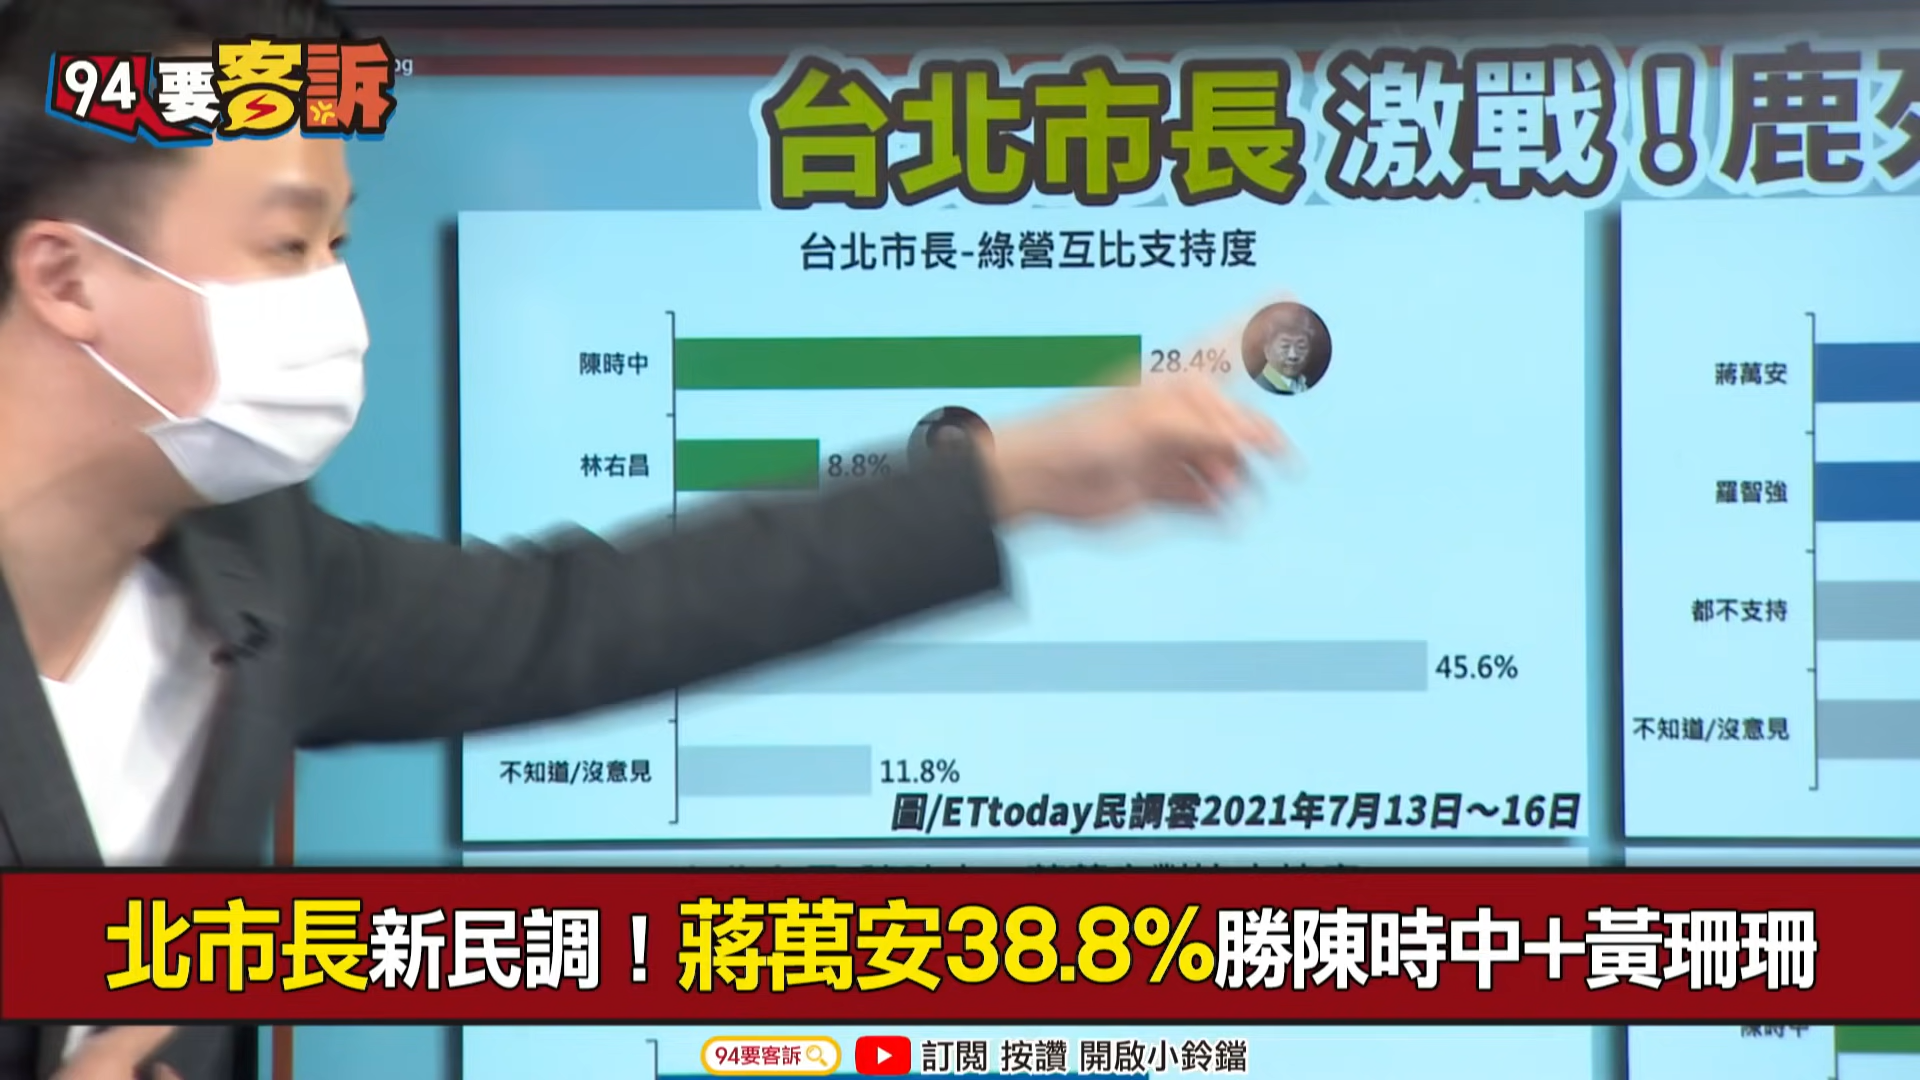 94要客訴
og
台北市長 激戰！鹿死
台北市長-綠營互比支持度
陳時中
28.4%
林右昌
8.8%
45.6%
不知道/沒意見
11.8%
圖/ETtoday民調雲2021年7月13日～16日
蔣萬安
羅智強
都不支持
不知道/沒意見
北市長新民調！蔣萬安38.8%勝陳時中+黃珊珊
陳時中
94要客訴
訂閱 按讚 開啟小鈴鐺